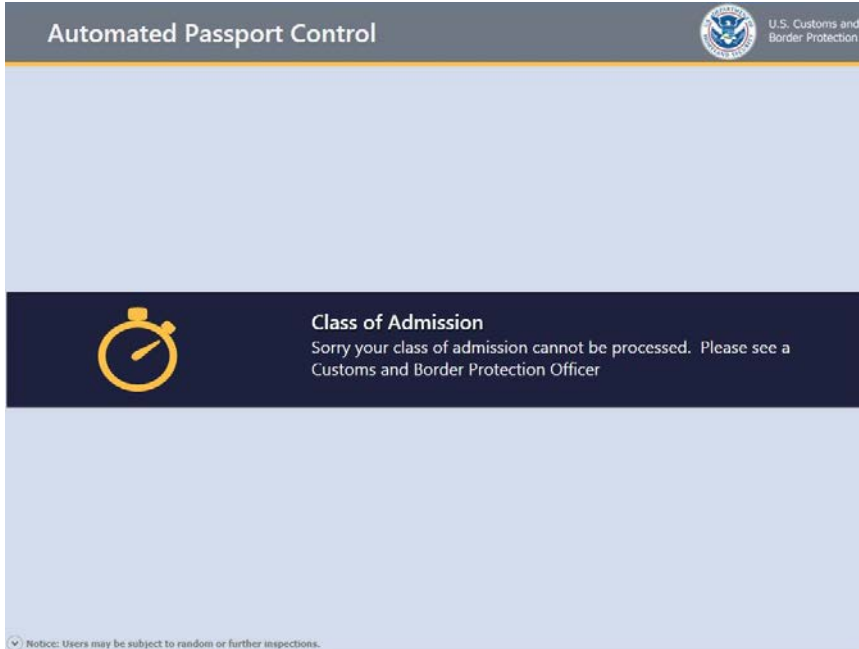 Automated Passport Control
U.S. Customs and
Border Protection
Class of Admission
Sorry your class of admission cannot be processed. Please see a
Customs and Border Protection Officer
Notice: Users may be subject to random or further inspections.